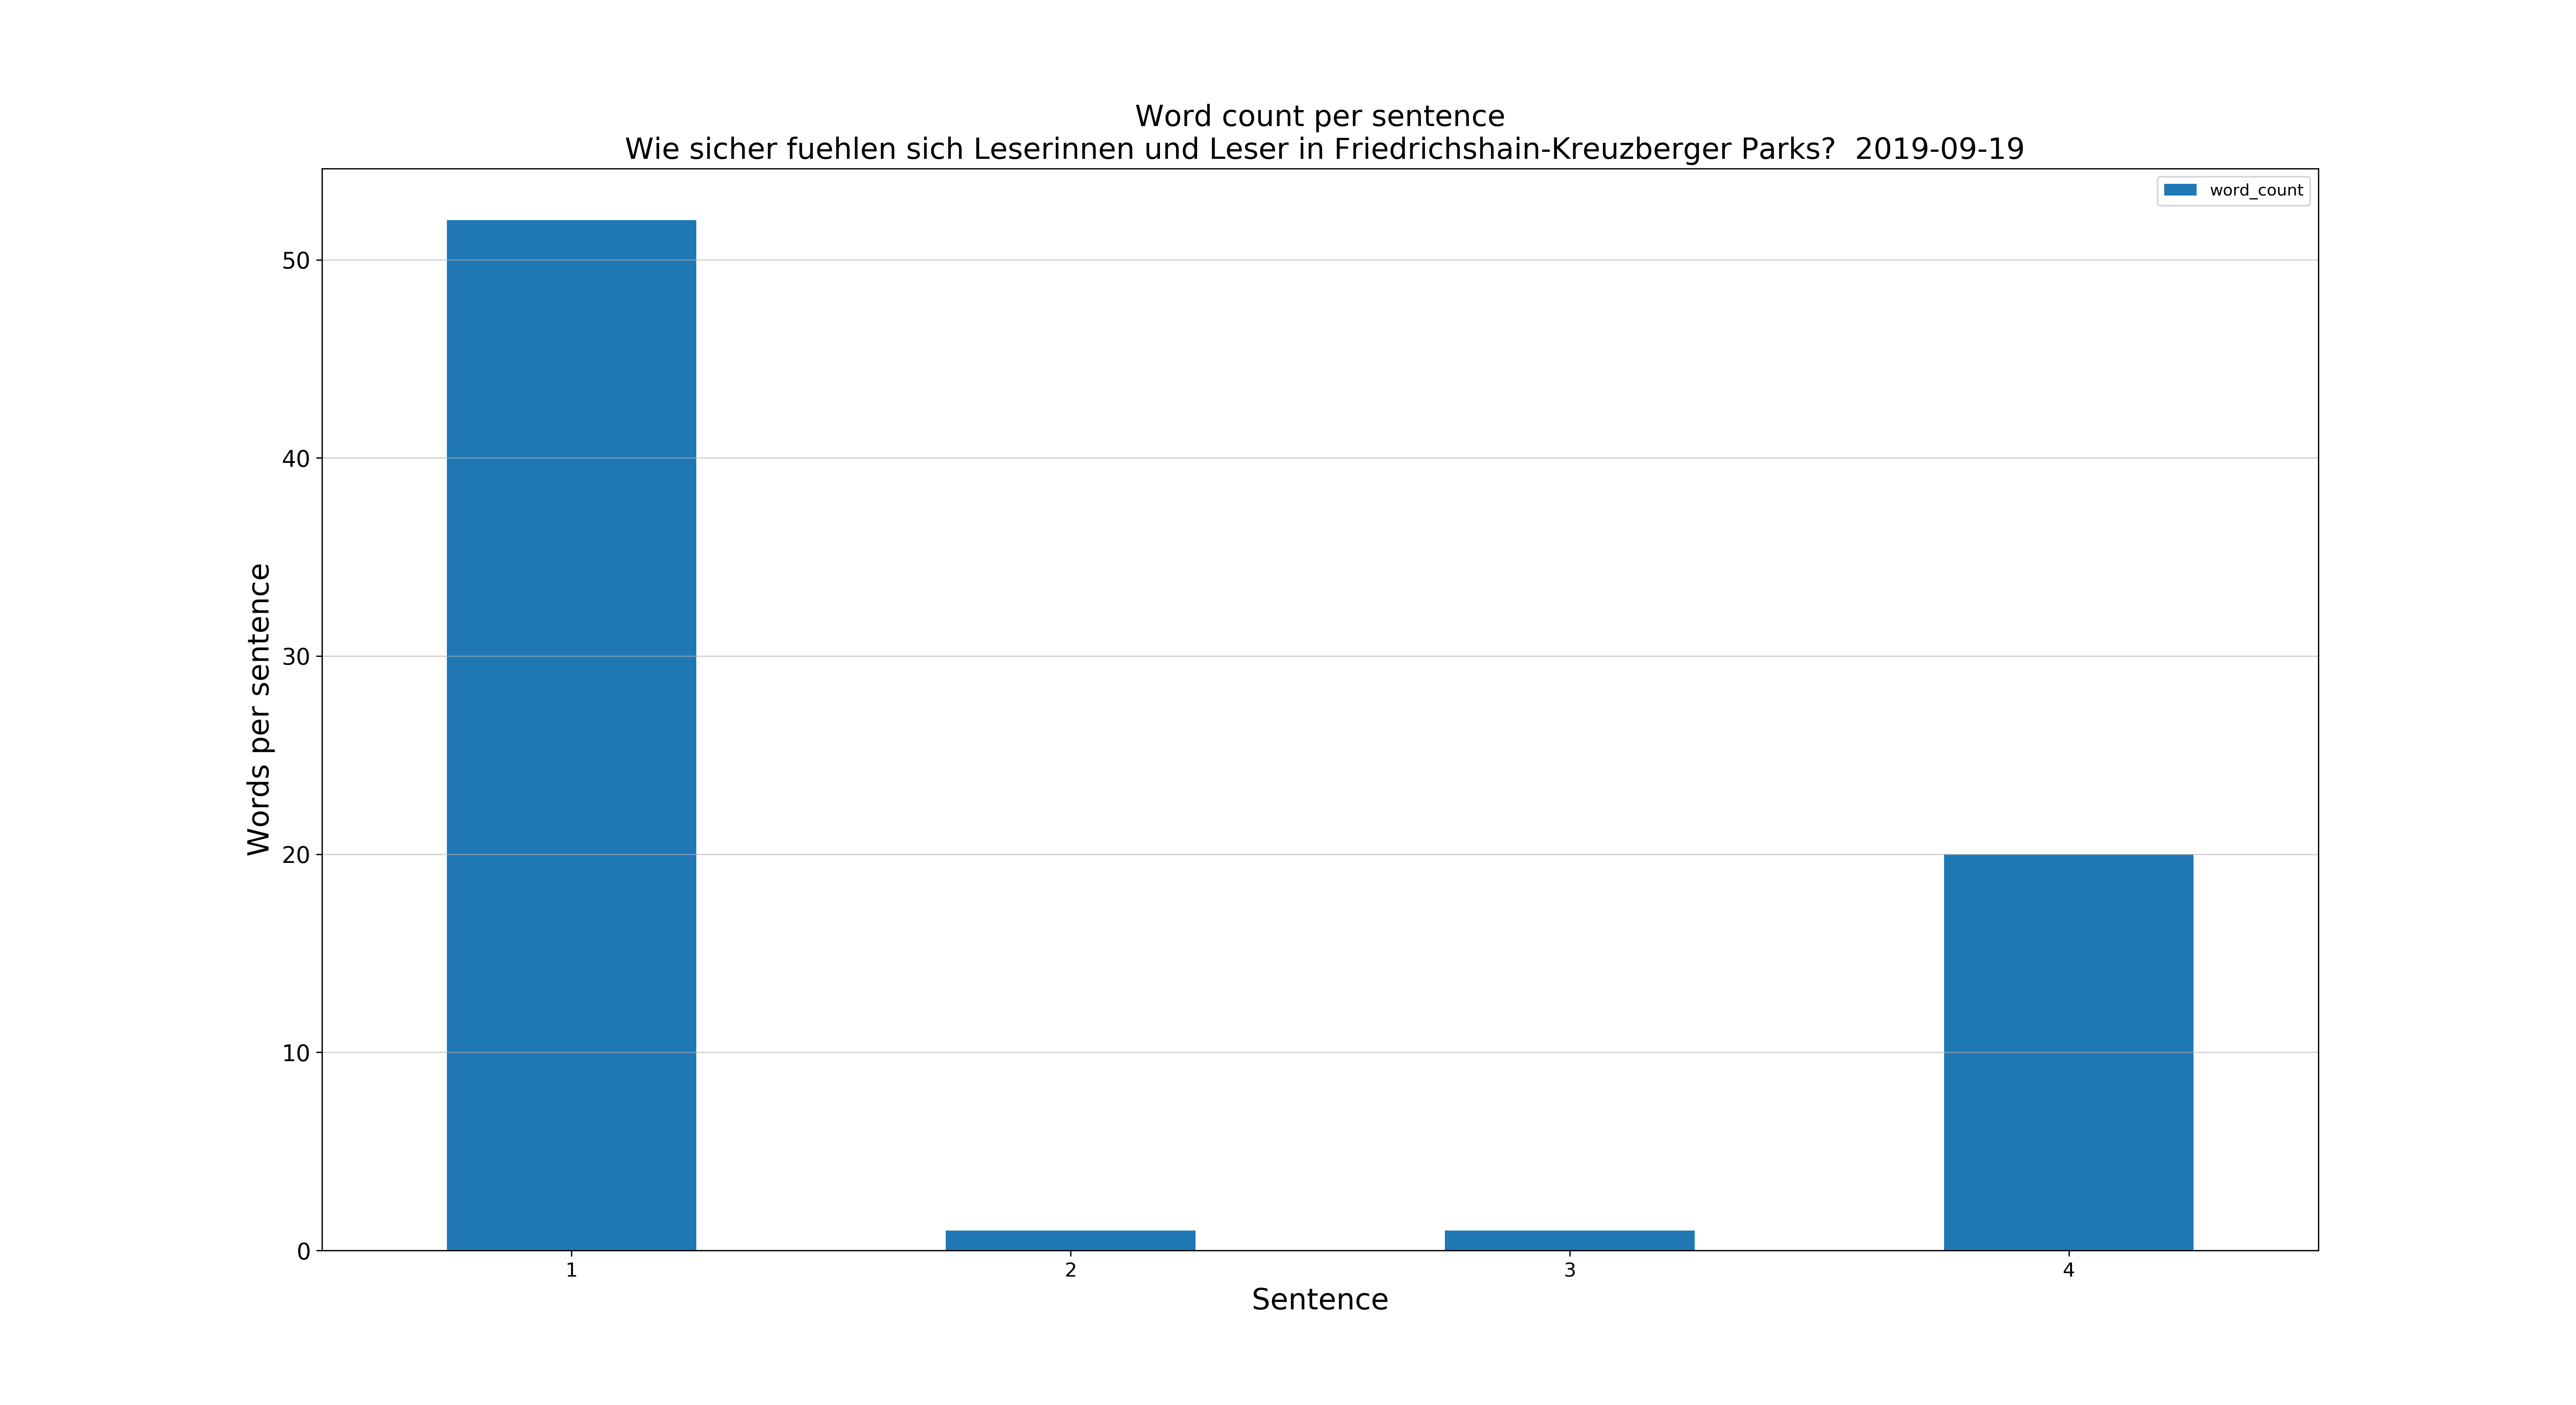 Word count per sentence
Wie sicher fuehlen sich Leserinnen und Leser in Friedrichshain-Kreuzberger Parks?  2019-09-19
word_count
50
40
30
20
10
0
Words per sentence
1 2 3 4
Sentence